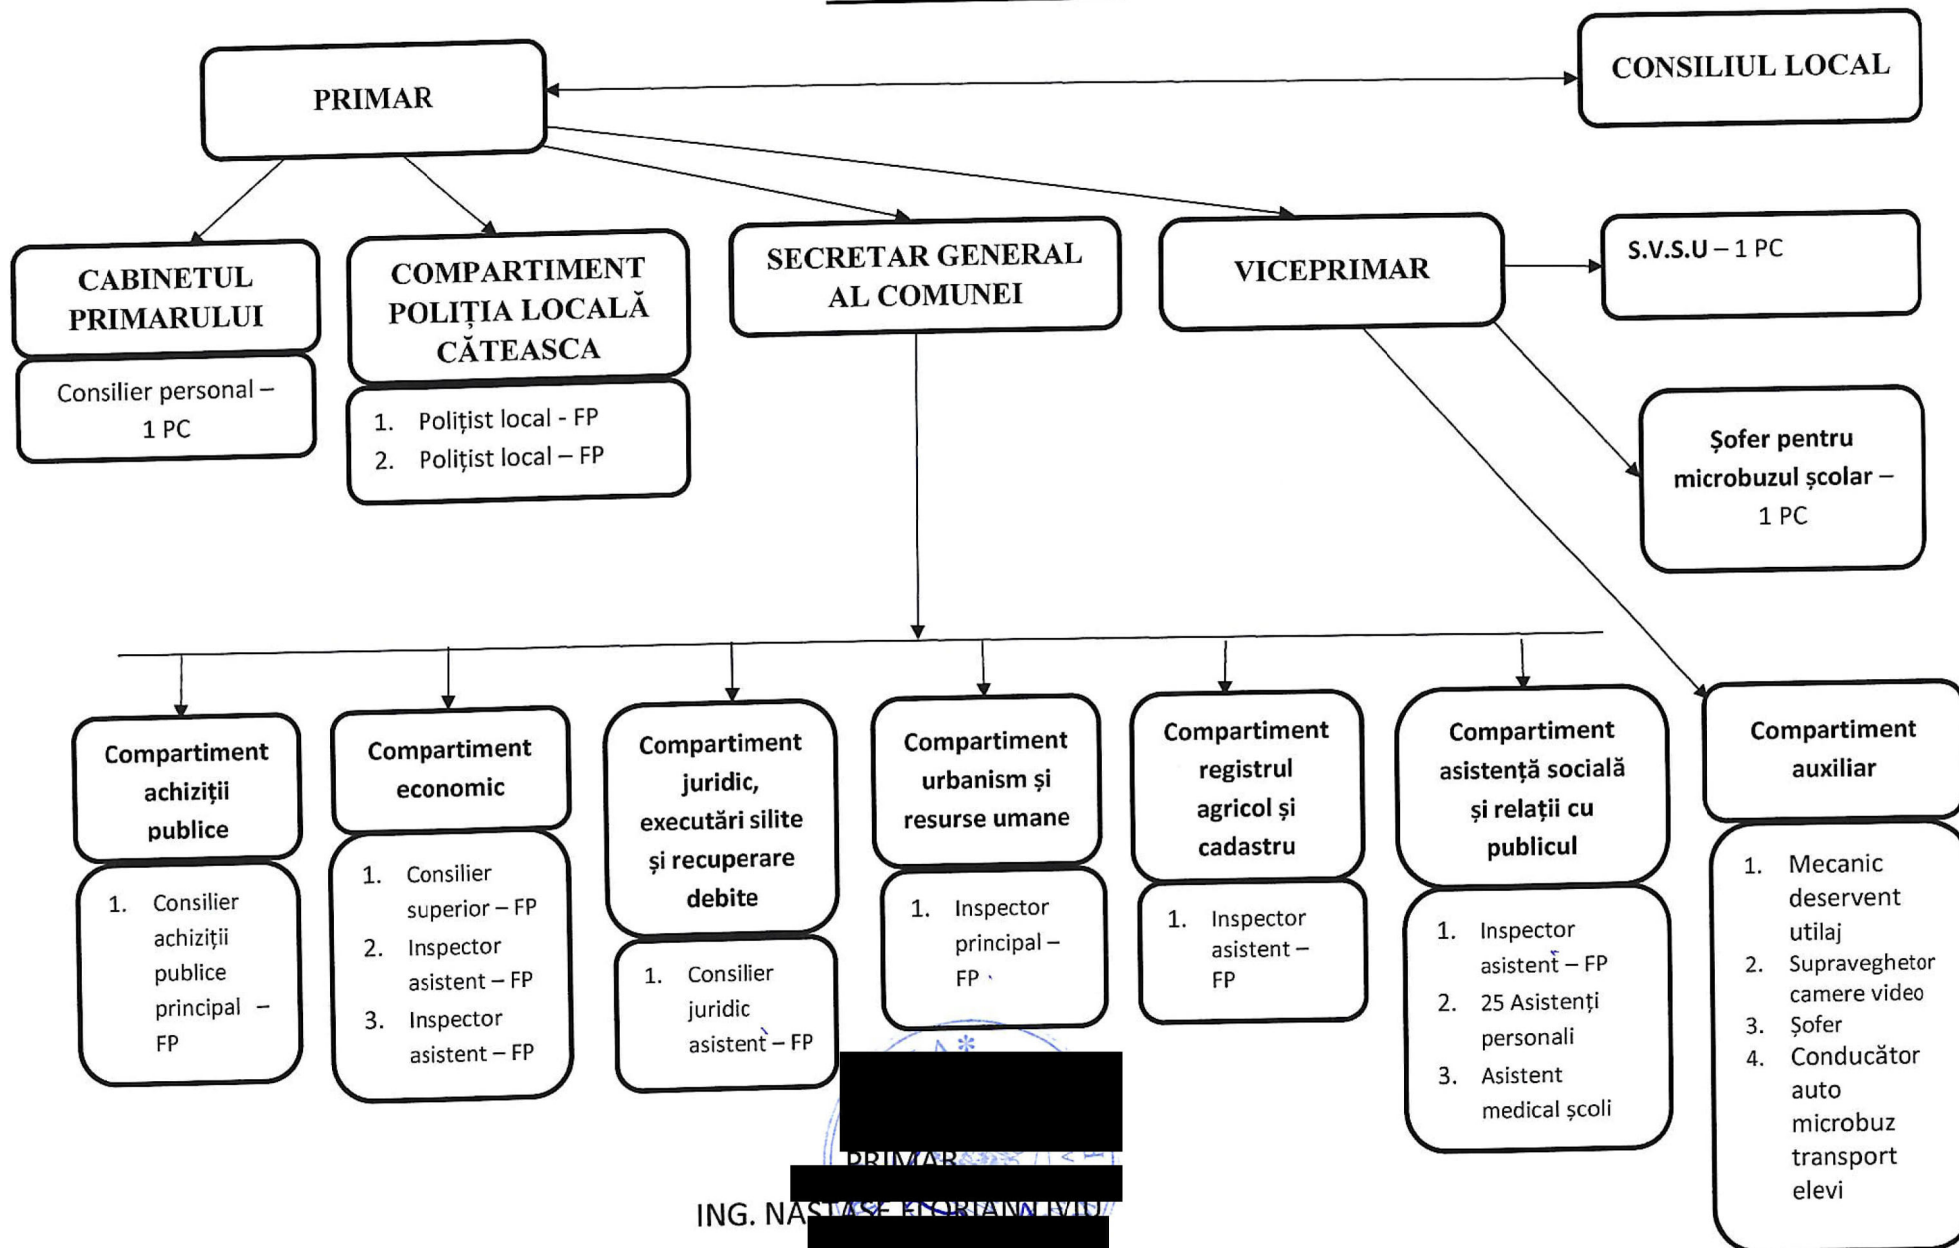 PRIMAR
CONSILIUL LOCAL
CABINETUL
PRIMARULUI
Consilier personal –
1 PC
COMPARTIMENT
POLIȚIA LOCALĂ
CĂTEASCA
1. Polițist local - FP
2. Polițist local – FP
SECRETAR GENERAL
AL COMUNEI
VICEPRIMAR
S.V.S.U – 1 PC
Șofer pentru
microbuzul școlar –
1 PC
Compartiment
achiziții
publice
1. Consilier
achiziții
publice
principal –
FP
Compartiment
economic
1. Consilier
superior – FP
2. Inspector
asistent – FP
3. Inspector
asistent – FP
Compartiment
juridic,
executări silite
și recuperare
debite
1. Consilier
juridic
asistent – FP
Compartiment
urbanism și
resurse umane
1. Inspector
principal –
FP
Compartiment
registrul
agricol și
cadastru
1. Inspector
asistent –
FP
Compartiment
asistență socială
și relații cu
publicul
1. Inspector
asistent – FP
2. 25 Asistenți
personali
3. Asistent
medical școli
Compartiment
auxiliar
1. Mecanic
deservent
utilaj
2. Supraveghetor
camere video
3. Șofer
4. Conducător
auto
microbuz
transport
elevi
PRIMAR
ING.